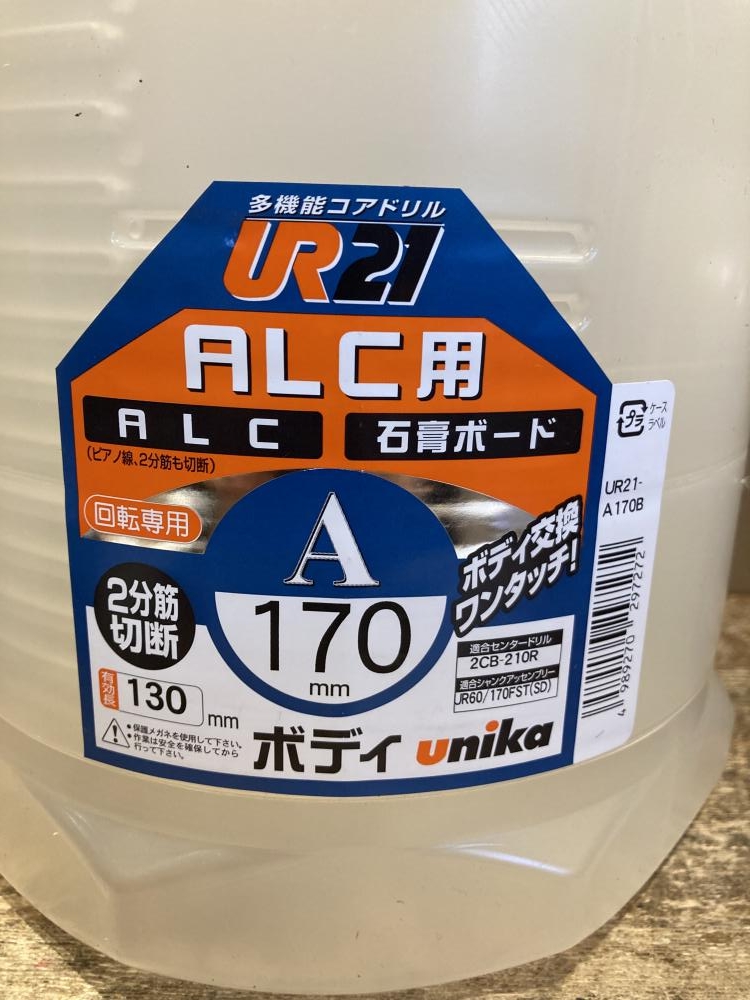 多機能コアドリル
UR21
ALC用
ALC
石膏ボード
(ピアノ線、2分筋も切断)
回転専用
A
170
mm
ボディ交換
ワンタッチ!
2分筋
切断
有効長
130 mm
適合センタードリル
2CB-210R
適合シャンクアッセンブリー
UR60/170FST(SD)
●保護メガネを使用して下さい。
●作業は安全を確保してから
行って下さい。
ボディ unika
プラ
ケース
ラベル
UR21-
A170B
4 989270 297272